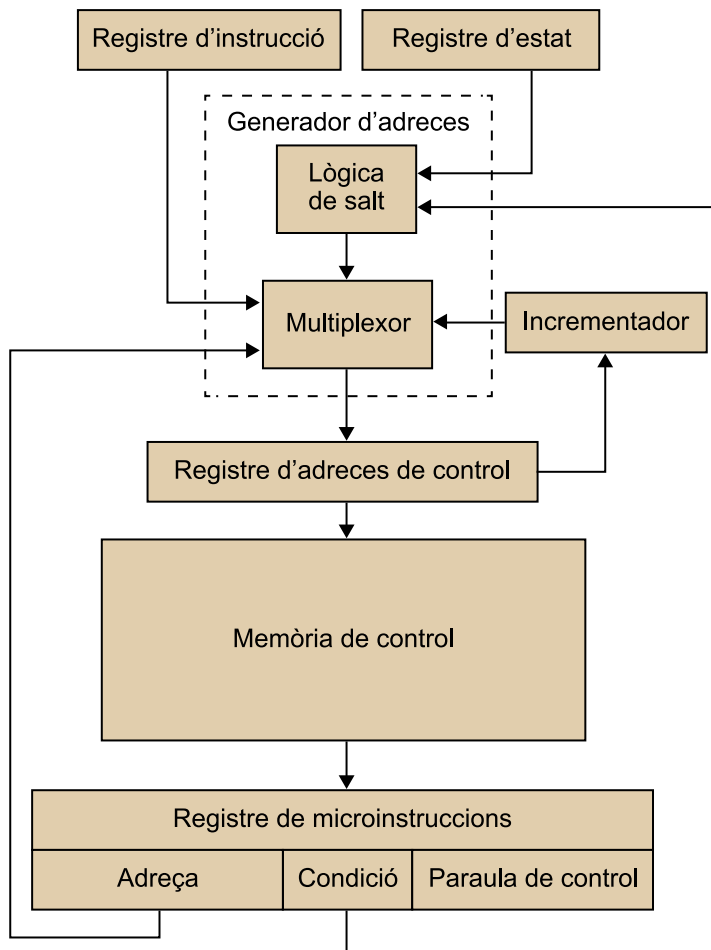 Registre d’instrucció
Registre d’estat
Generador d’adreces
Lògica
de salt
Multiplexor
Incrementador
Registre d’adreces de control
Memòria de control
Registre de microinstruccions
Adreça
Condició
Paraula de control